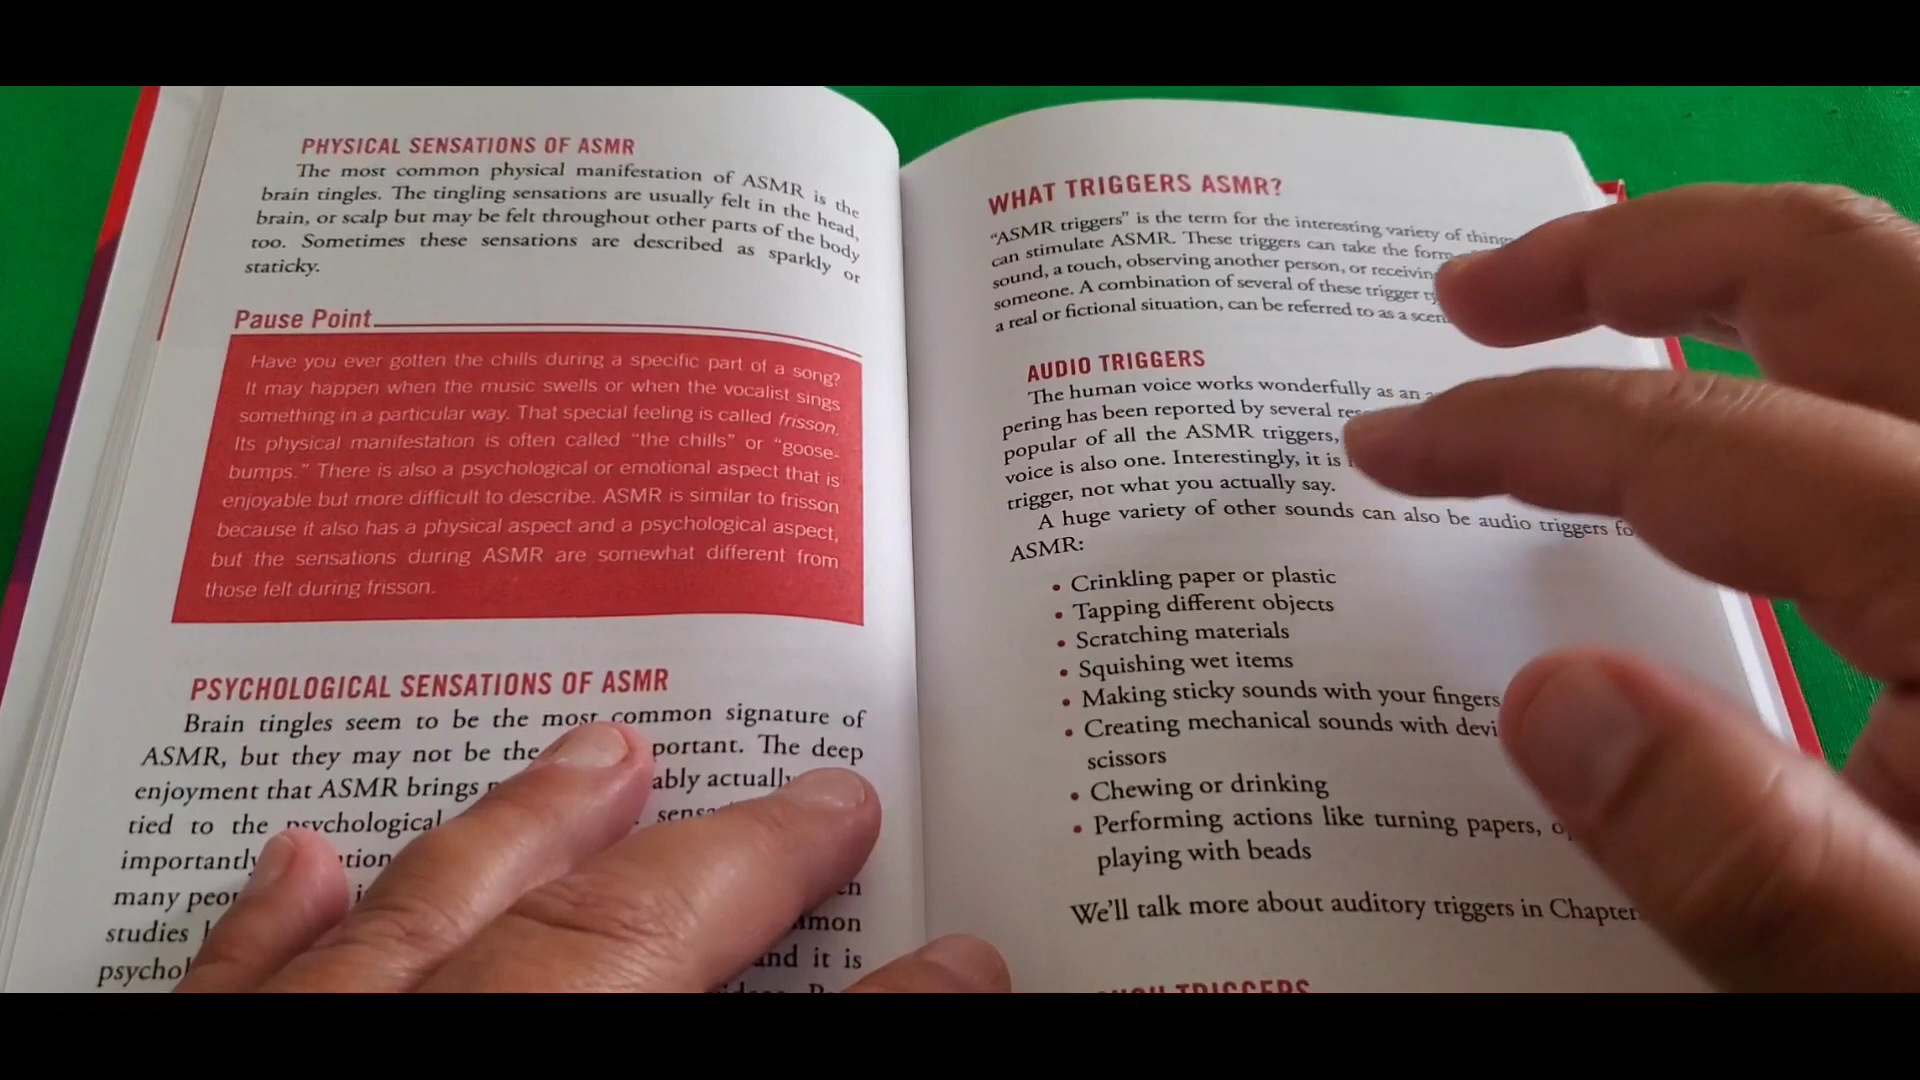 PHYSICAL SENSATIONS OF ASMR
The most common physical manifestation of ASMR is the
brain tingles. The tingling sensations are usually felt in the head,
brain, or scalp but may be felt throughout other parts of the body
too. Sometimes these sensations are described as sparkly or
staticky.
Pause Point
Have you ever gotten the chills during a specific part of a song?
It may happen when the music swells or when the vocalist sings
something in a particular way. That special feeling is called frisson.
Its physical manifestation is often called “the chills” or “goose-
bumps.” There is also a psychological or emotional aspect that is
enjoyable but more difficult to describe. ASMR is similar to frisson
because it also has a physical aspect and a psychological aspect,
but the sensations during ASMR are somewhat different from
those felt during frisson.
PSYCHOLOGICAL SENSATIONS OF ASMR
Brain tingles seem to be the most common signature of
ASMR, but they may not be the
The deep
enjoyment that ASMR brings
tied to the psychological
importantly
many
studies
and it is
WHAT TRIGGERS ASMR?
“ASMR triggers” is the term for the interesting variety of
can stimulate ASMR. These triggers can take the form
sound, a touch, observing another person, or receiving
someone. A combination of several of these trigger
a real or fictional situation, can be referred to as a
AUDIO TRIGGERS
The human voice works wonderfully as an
pering has been reported by several
popular of all the ASMR triggers,
voice is also one. Interestingly, it is
trigger, not what you actually say.
A huge variety of other sounds can also be audio triggers
ASMR:
• Crinkling paper or plastic
• Tapping different objects
• Scratching materials
• Squishing wet items
• Making sticky sounds with your fingers
• Creating mechanical sounds with
scissors
• Chewing or drinking
• Performing actions like turning papers,
playing with beads
We’ll talk more about auditory triggers in Chapter
TRIGGERS